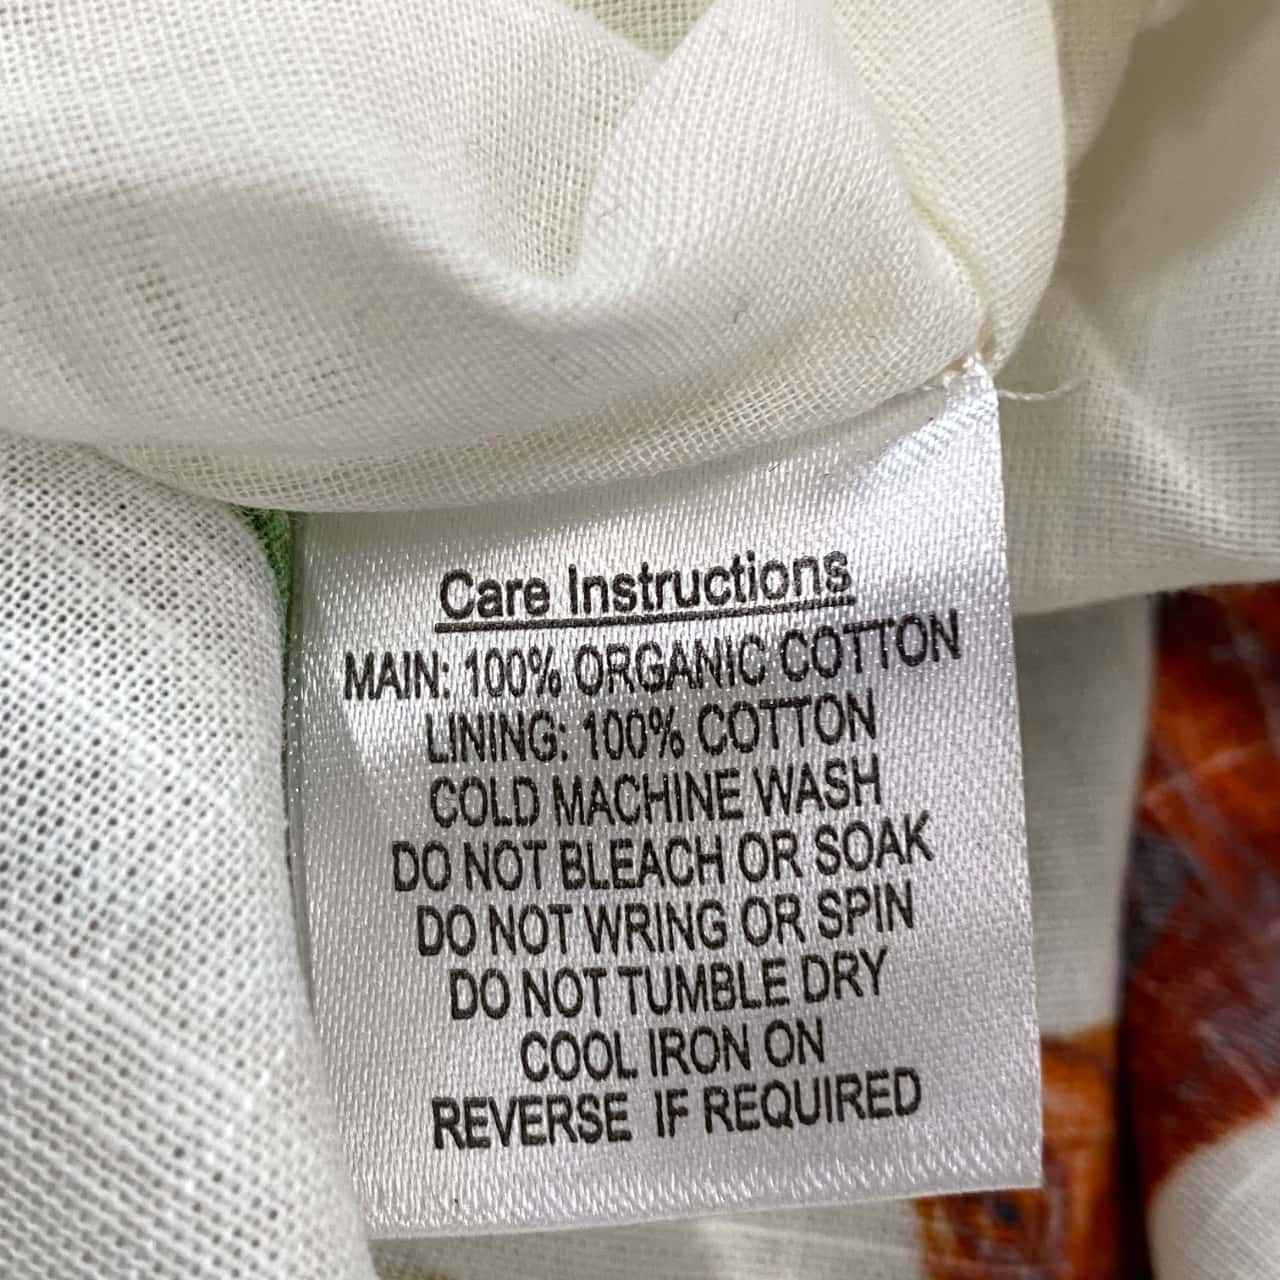 Care Instructions
MAIN: 100% ORGANIC COTTON
LINING: 100% COTTON
COLD MACHINE WASH
DO NOT BLEACH OR SOAK
DO NOT WRING OR SPIN
DO NOT TUMBLE DRY
COOL IRON ON
REVERSE IF REQUIRED